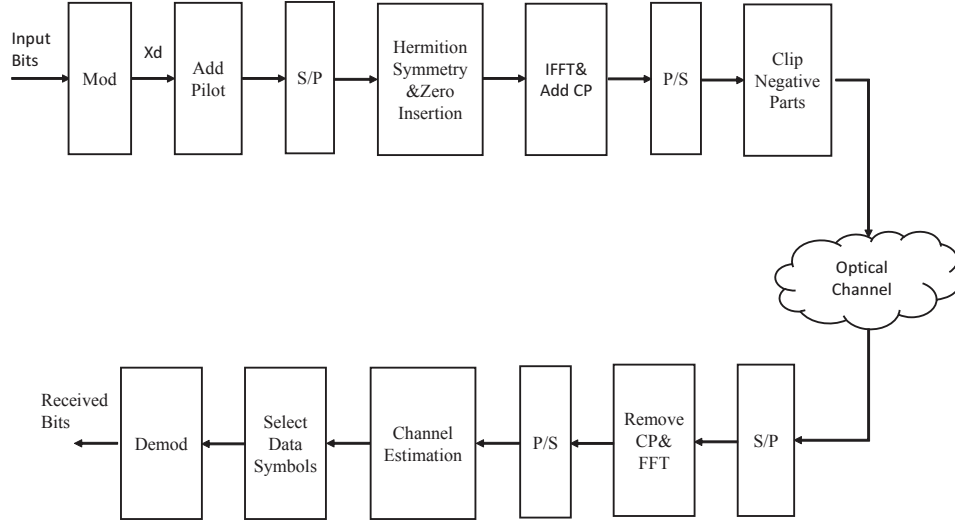 Input
Bits
Mod
Xd
Add
Pilot
S/P
Hermition
Symmetry
&Zero
Insertion
IFFT&
Add CP
P/S
Clip
Negative
Parts
Optical
Channel
Received
Bits
Demod
Select
Data
Symbols
Channel
Estimation
P/S
Remove
CP&
FFT
S/P